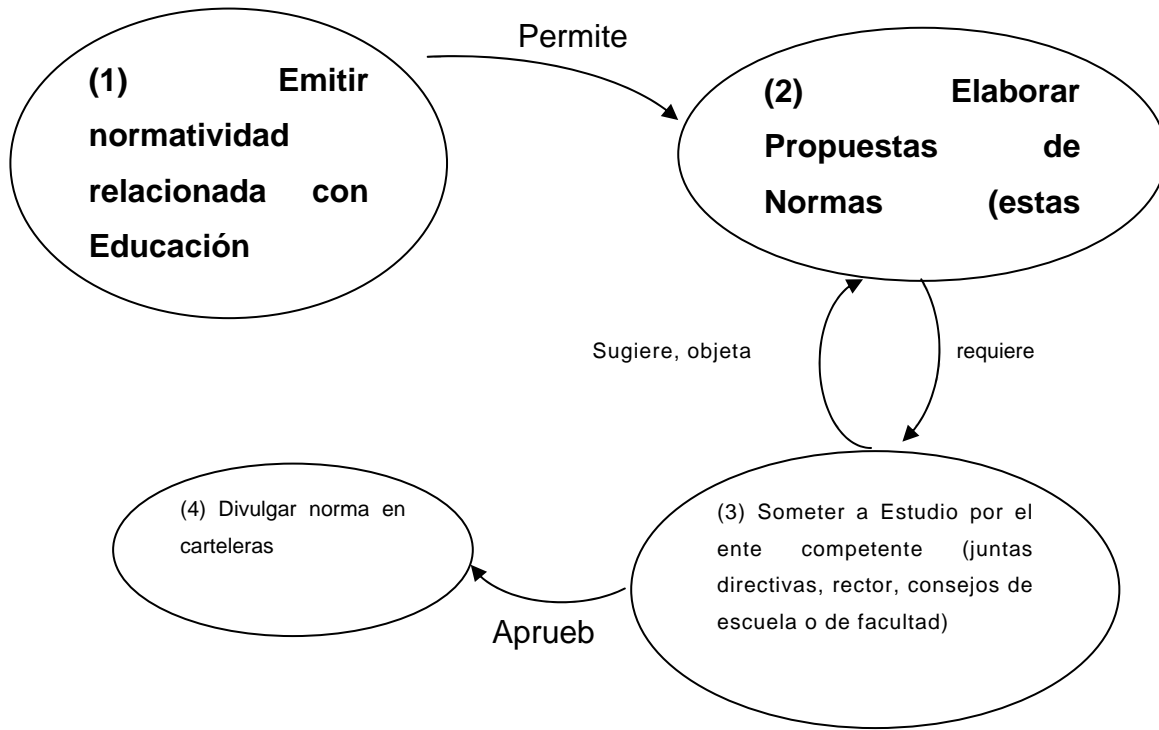 Permite
(1) Emitir
normatividad
relacionada con
Educación
(2) Elaborar
Propuestas de
Normas (estas
Sugiere, objeta
requiere
(4) Divulgar norma en
carteleras
(3) Someter a Estudio por el
ente competente (juntas
directivas, rector, consejos de
escuela o de facultad)
Aprueb